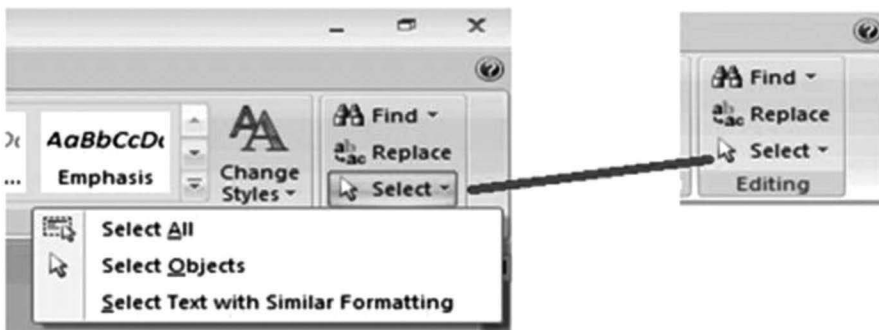 AaBbCcDc
...
Emphasis
Change
Styles
Find
Replace
Select
Select All
Select Objects
Select Text with Similar Formatting
Find
Replace
Select
Editing